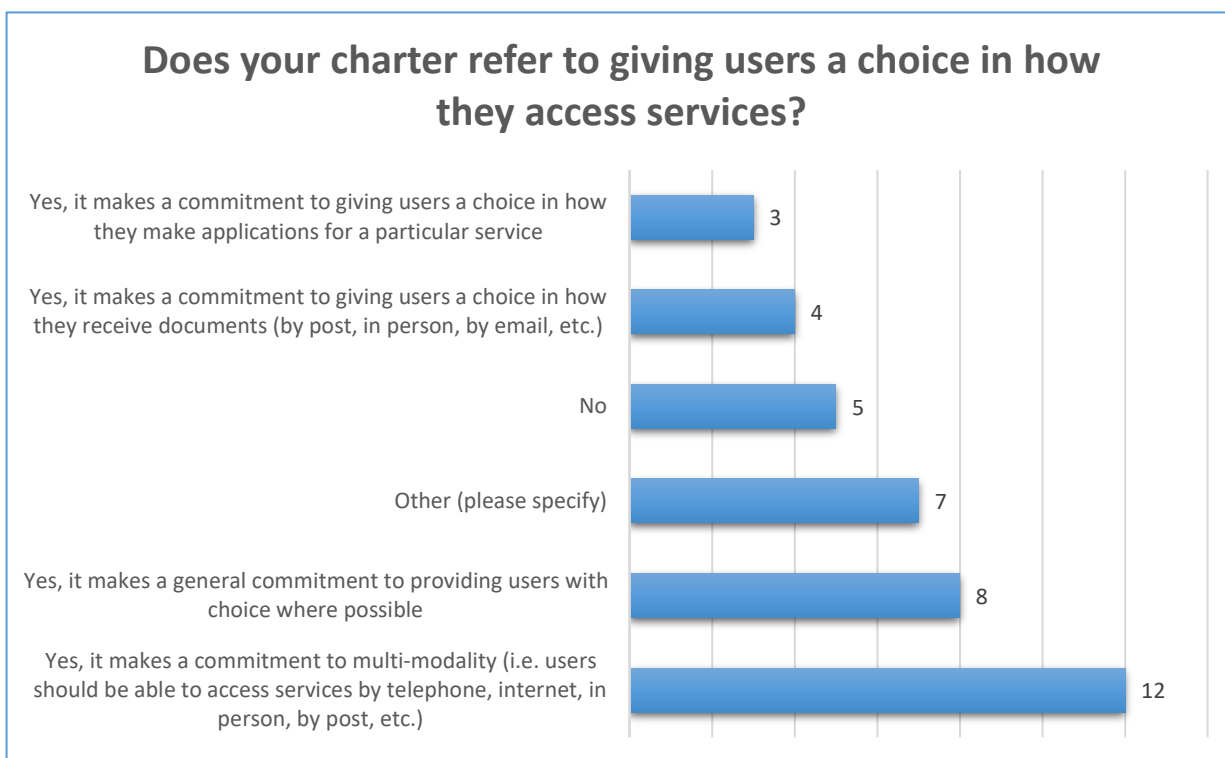 Does your charter refer to giving users a choice in how
they access services?
Yes, it makes a commitment to giving users a choice in how
they make applications for a particular service
3
Yes, it makes a commitment to giving users a choice in how
they receive documents (by post, in person, by email, etc.)
4
No
5
Other (please specify)
7
Yes, it makes a general commitment to providing users with
choice where possible
8
Yes, it makes a commitment to multi-modality (i.e. users
should be able to access services by telephone, internet, in
person, by post, etc.)
12